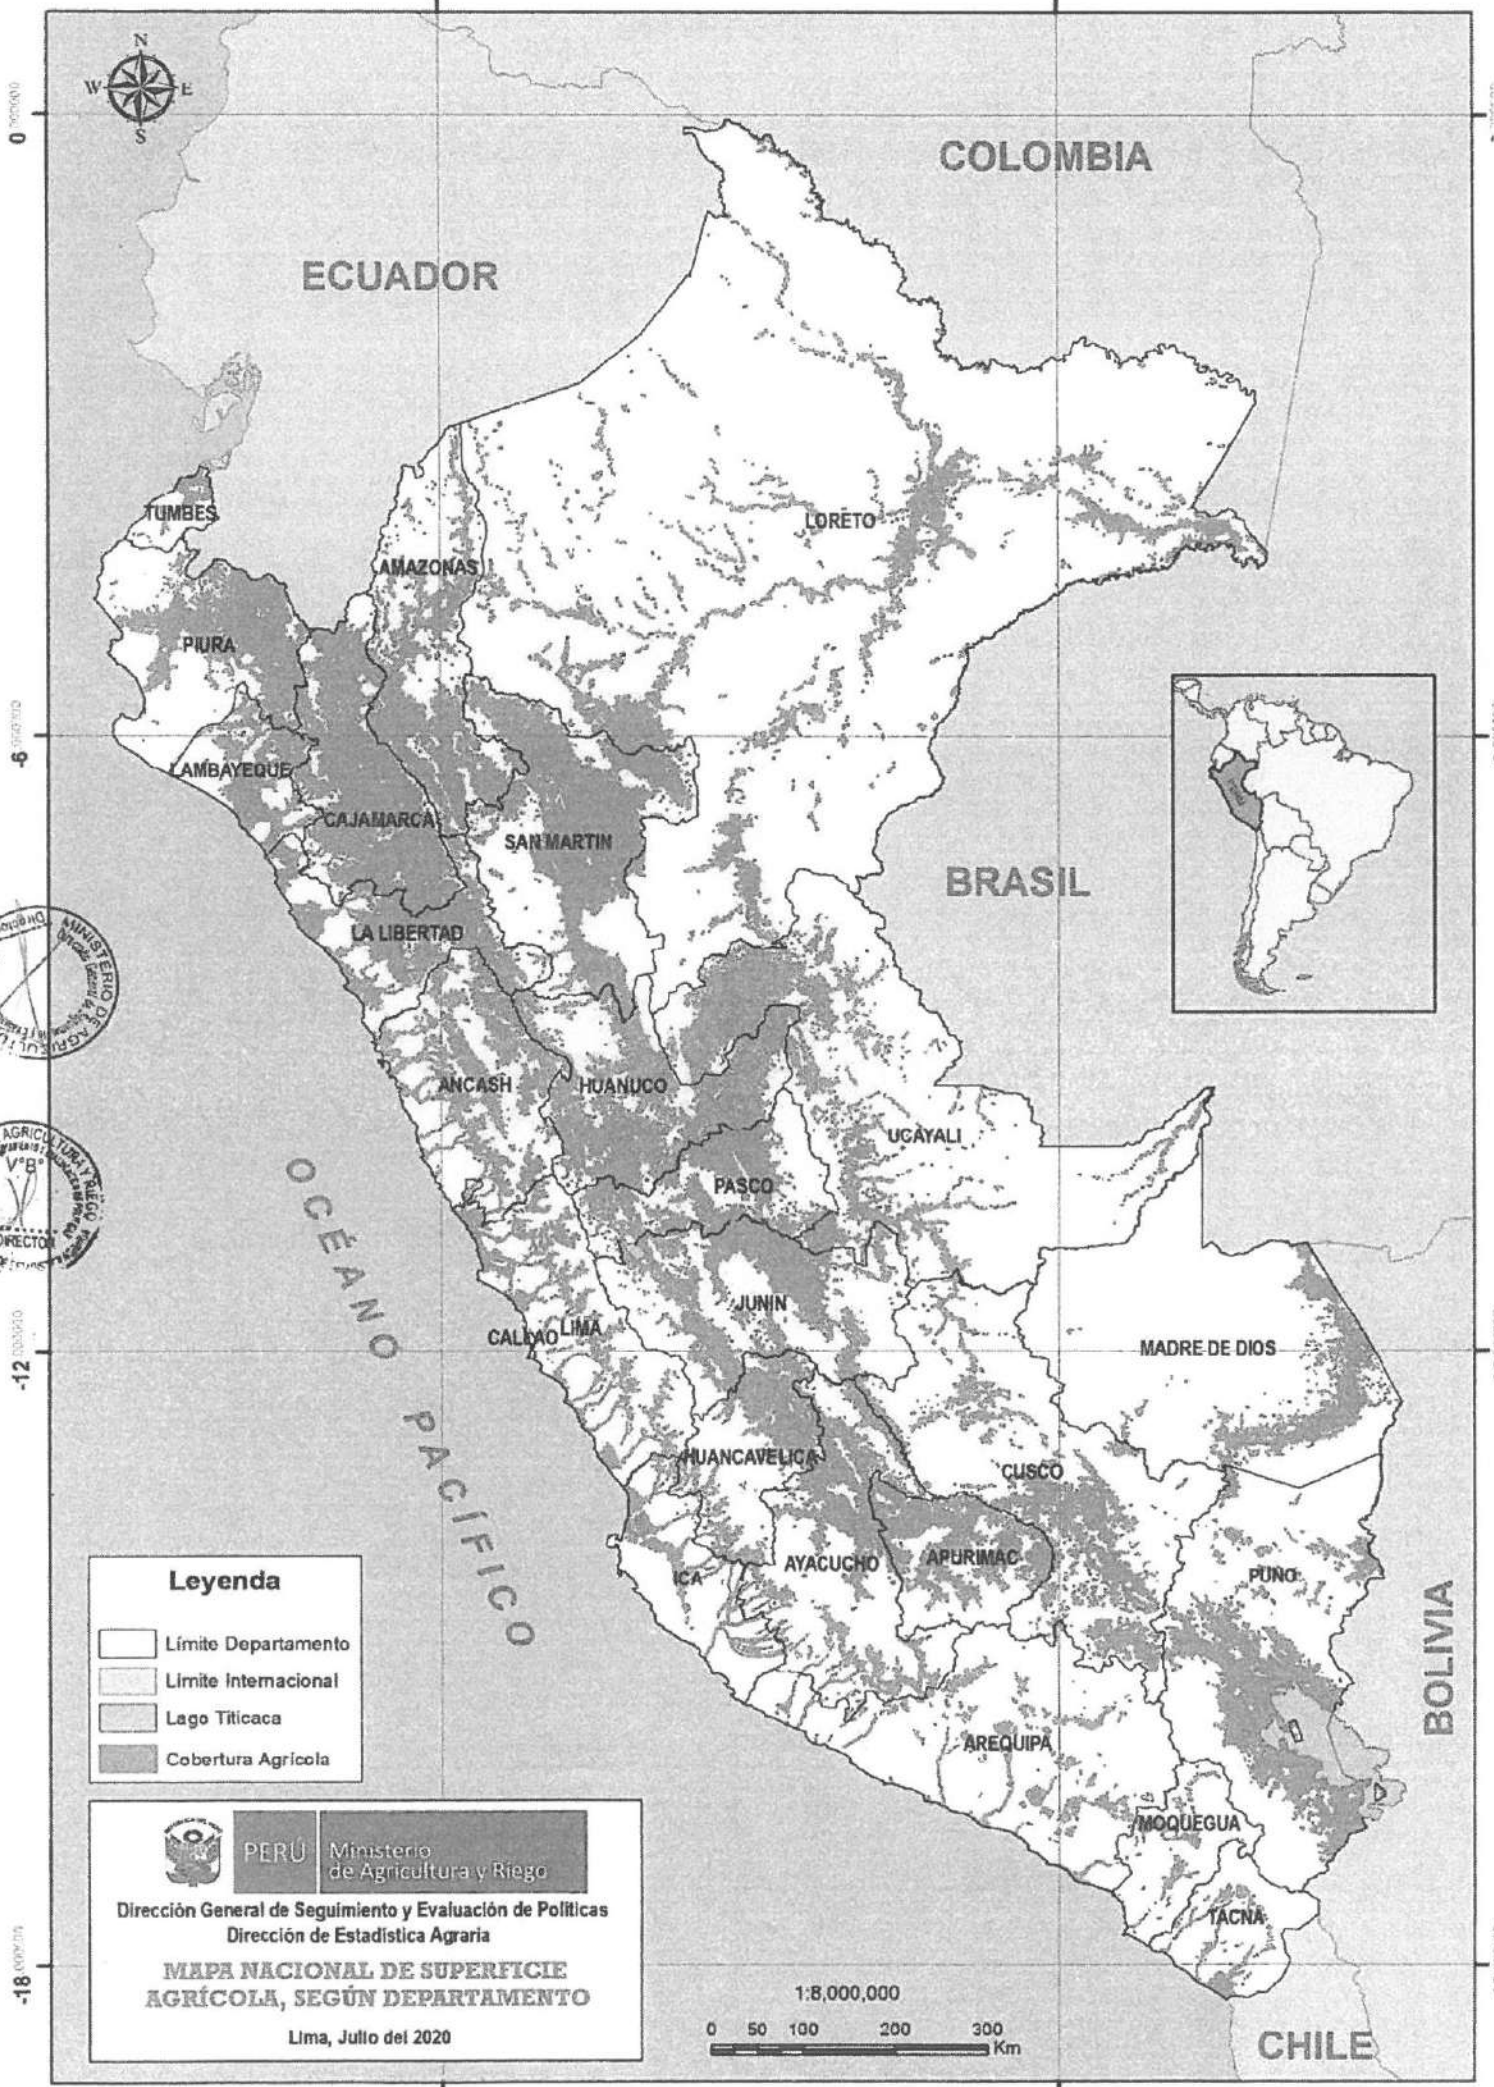 N
W E
S
0
-6
-12
-18
COLOMBIA
ECUADOR
TUMBES
AMAZONAS
LORETO
PIURA
LAMBAYEQUE
CAJAMARCA
SAN MARTIN
BRASIL
LA LIBERTAD
ANCASH
HUANUCO
UCAYALI
PASCO
JUNIN
CALLAO
LIMA
MADRE DE DIOS
HUANCAVELICA
CUSCO
AYACUCHO
APURIMAC
ICA
PUNO
AREQUIPA
MOQUEGUA
TACNA
BOLIVIA
CHILE
OCÉANO PACÍFICO
MINISTERIO DE AGRICULTU
AGRICULTURA Y RIEGO
V°B°
DIRECTOR
Leyenda
Límite Departamento
Limite Internacional
Lago Titicaca
Cobertura Agrícola
PERÚ
Ministerio
de Agricultura y Riego
Dirección General de Seguimiento y Evaluación de Políticas
Dirección de Estadística Agraria
MAPA NACIONAL DE SUPERFICIE
AGRÍCOLA, SEGÚN DEPARTAMENTO
Lima, Julio del 2020
1:8,000,000
0 50 100 200 300
Km